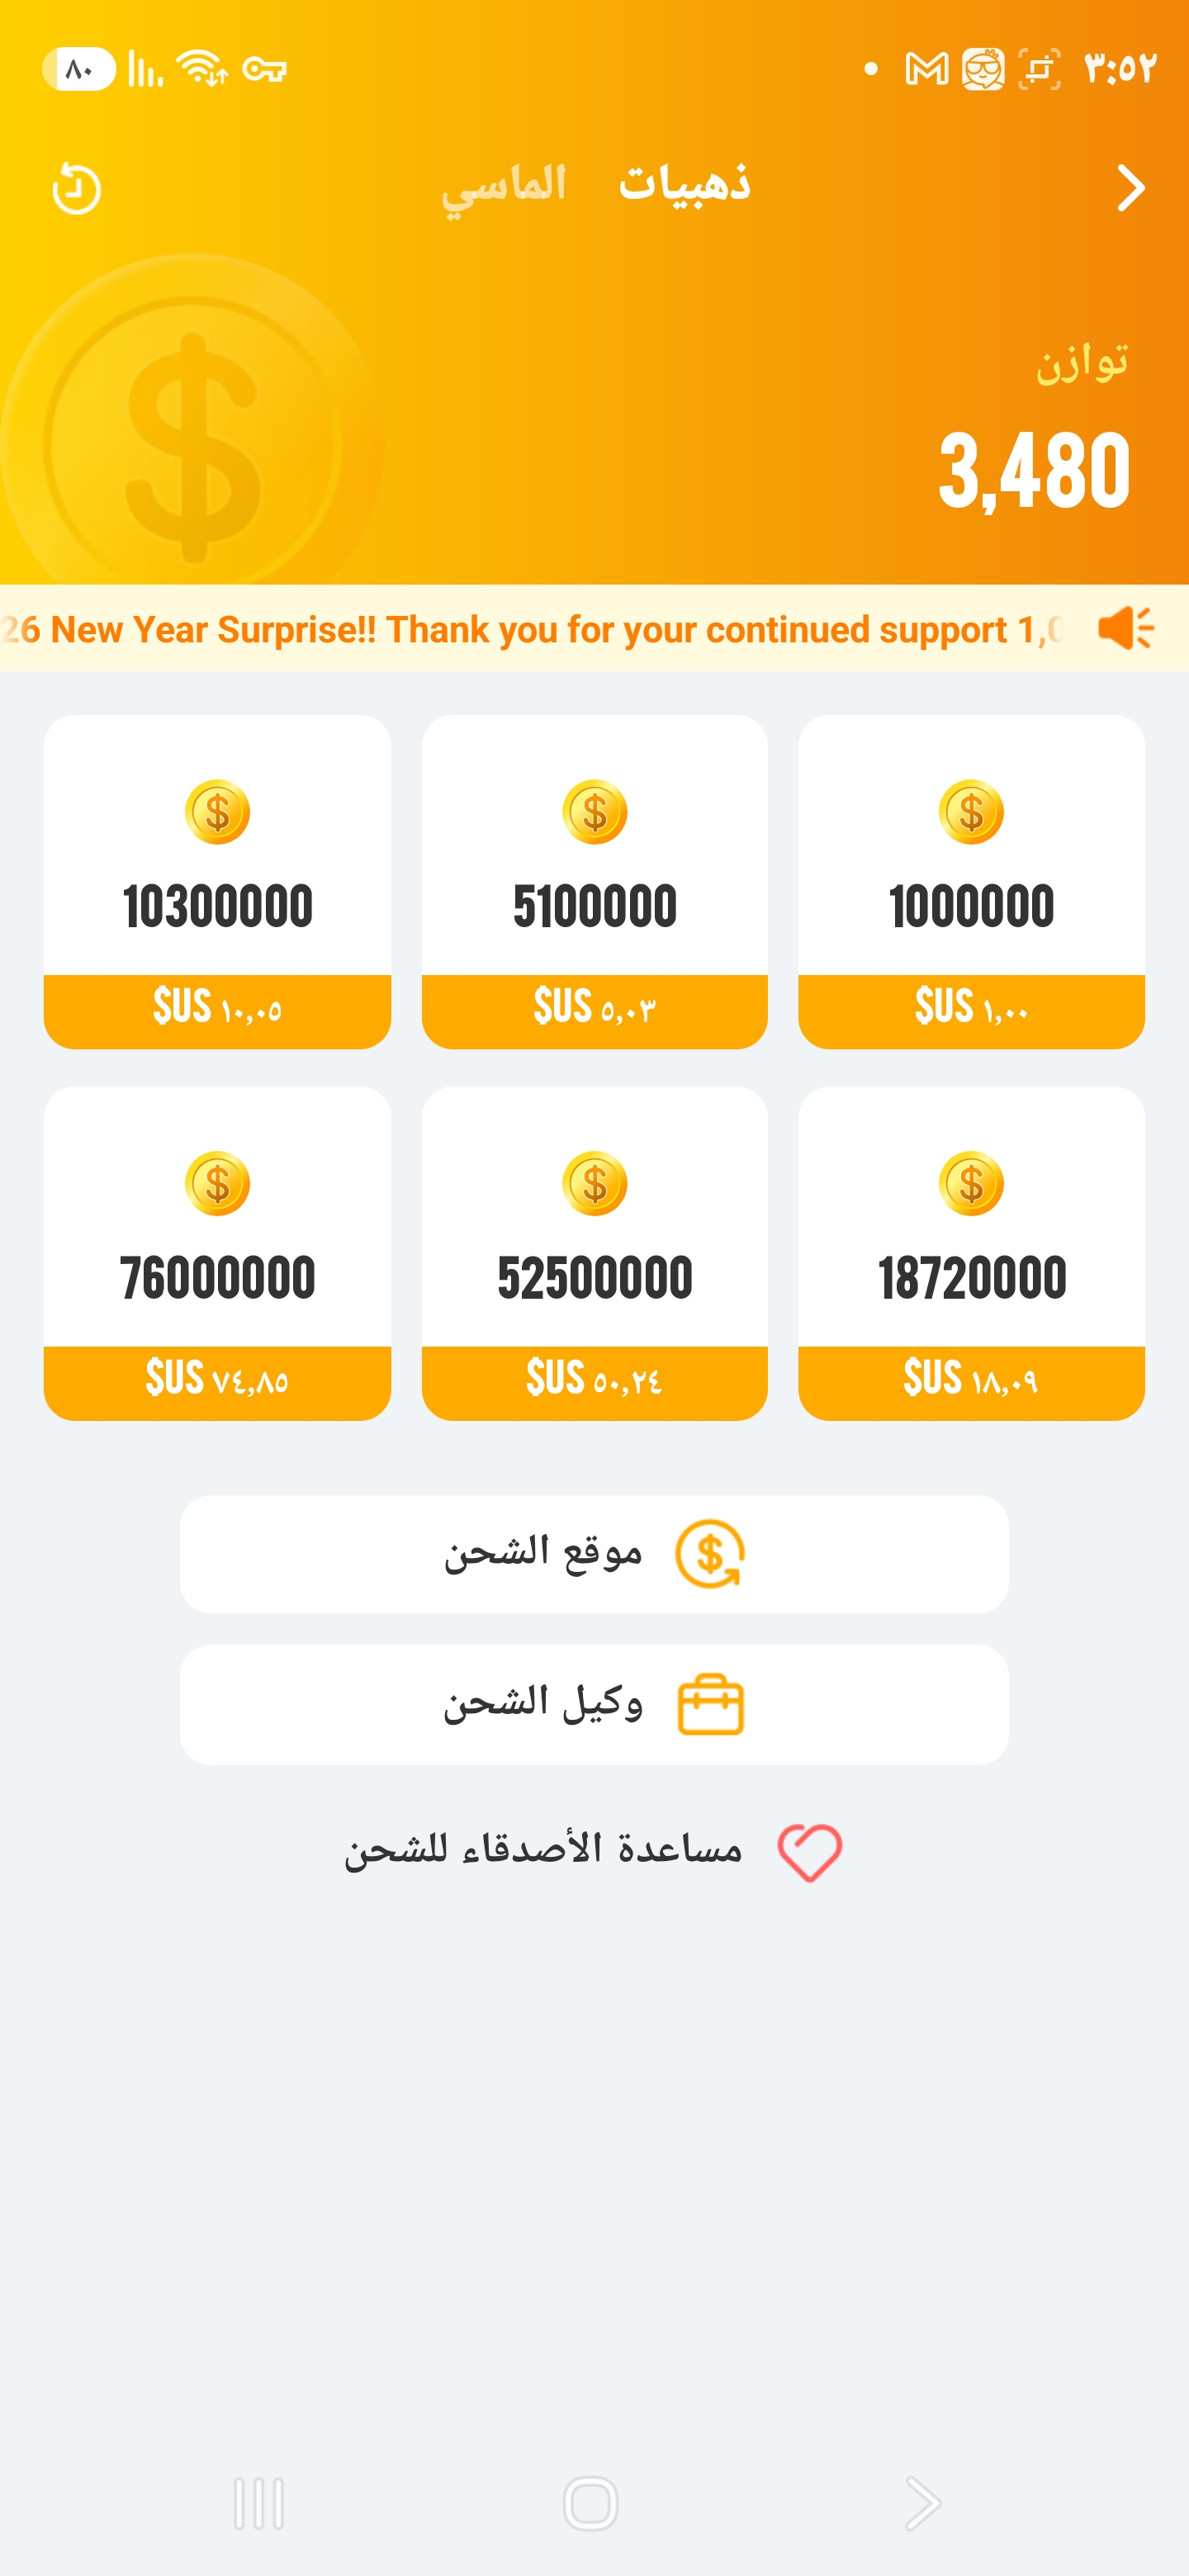 ٣:٥٢
٨٠
ذهبيات
الماسي
توازن
3,480
26 New Year Surprise!! Thank you for your continued support 1,0
1000000
$US ١,٠٠
5100000
$US ٥,٠٣
10300000
$US ١٠,٠٥
18720000
$US ١٨,٠٩
52500000
$US ٥٠,٢٤
76000000
$US ٧٤,٨٥
موقع الشحن
وكيل الشحن
مساعدة الأصدقاء للشحن